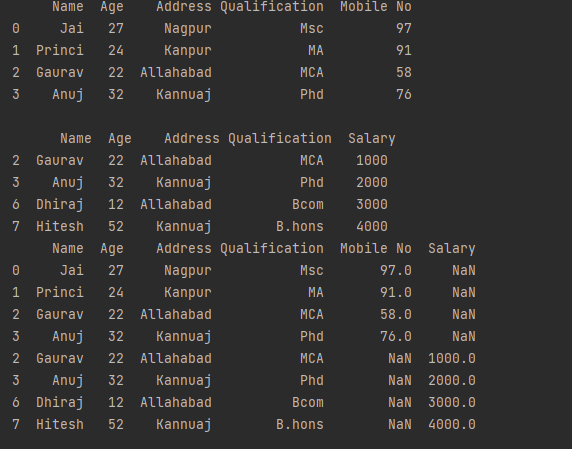 Name Age Address Qualification Mobile No
0 Jai 27 Nagpur Msc 97
1 Princi 24 Kanpur MA 91
2 Gaurav 22 Allahabad MCA 58
3 Anuj 32 Kannuaj Phd 76
Name Age Address Qualification Salary
2 Gaurav 22 Allahabad MCA 1000
3 Anuj 32 Kannuaj Phd 2000
6 Dhiraj 12 Allahabad Bcom 3000
7 Hitesh 52 Kannuaj B.hons 4000
Name Age Address Qualification Mobile No Salary
0 Jai 27 Nagpur Msc 97.0 NaN
1 Princi 24 Kanpur MA 91.0 NaN
2 Gaurav 22 Allahabad MCA 58.0 NaN
3 Anuj 32 Kannuaj Phd 76.0 NaN
2 Gaurav 22 Allahabad MCA NaN 1000.0
3 Anuj 32 Kannuaj Phd NaN 2000.0
6 Dhiraj 12 Allahabad Bcom NaN 3000.0
7 Hitesh 52 Kannuaj B.hons NaN 4000.0